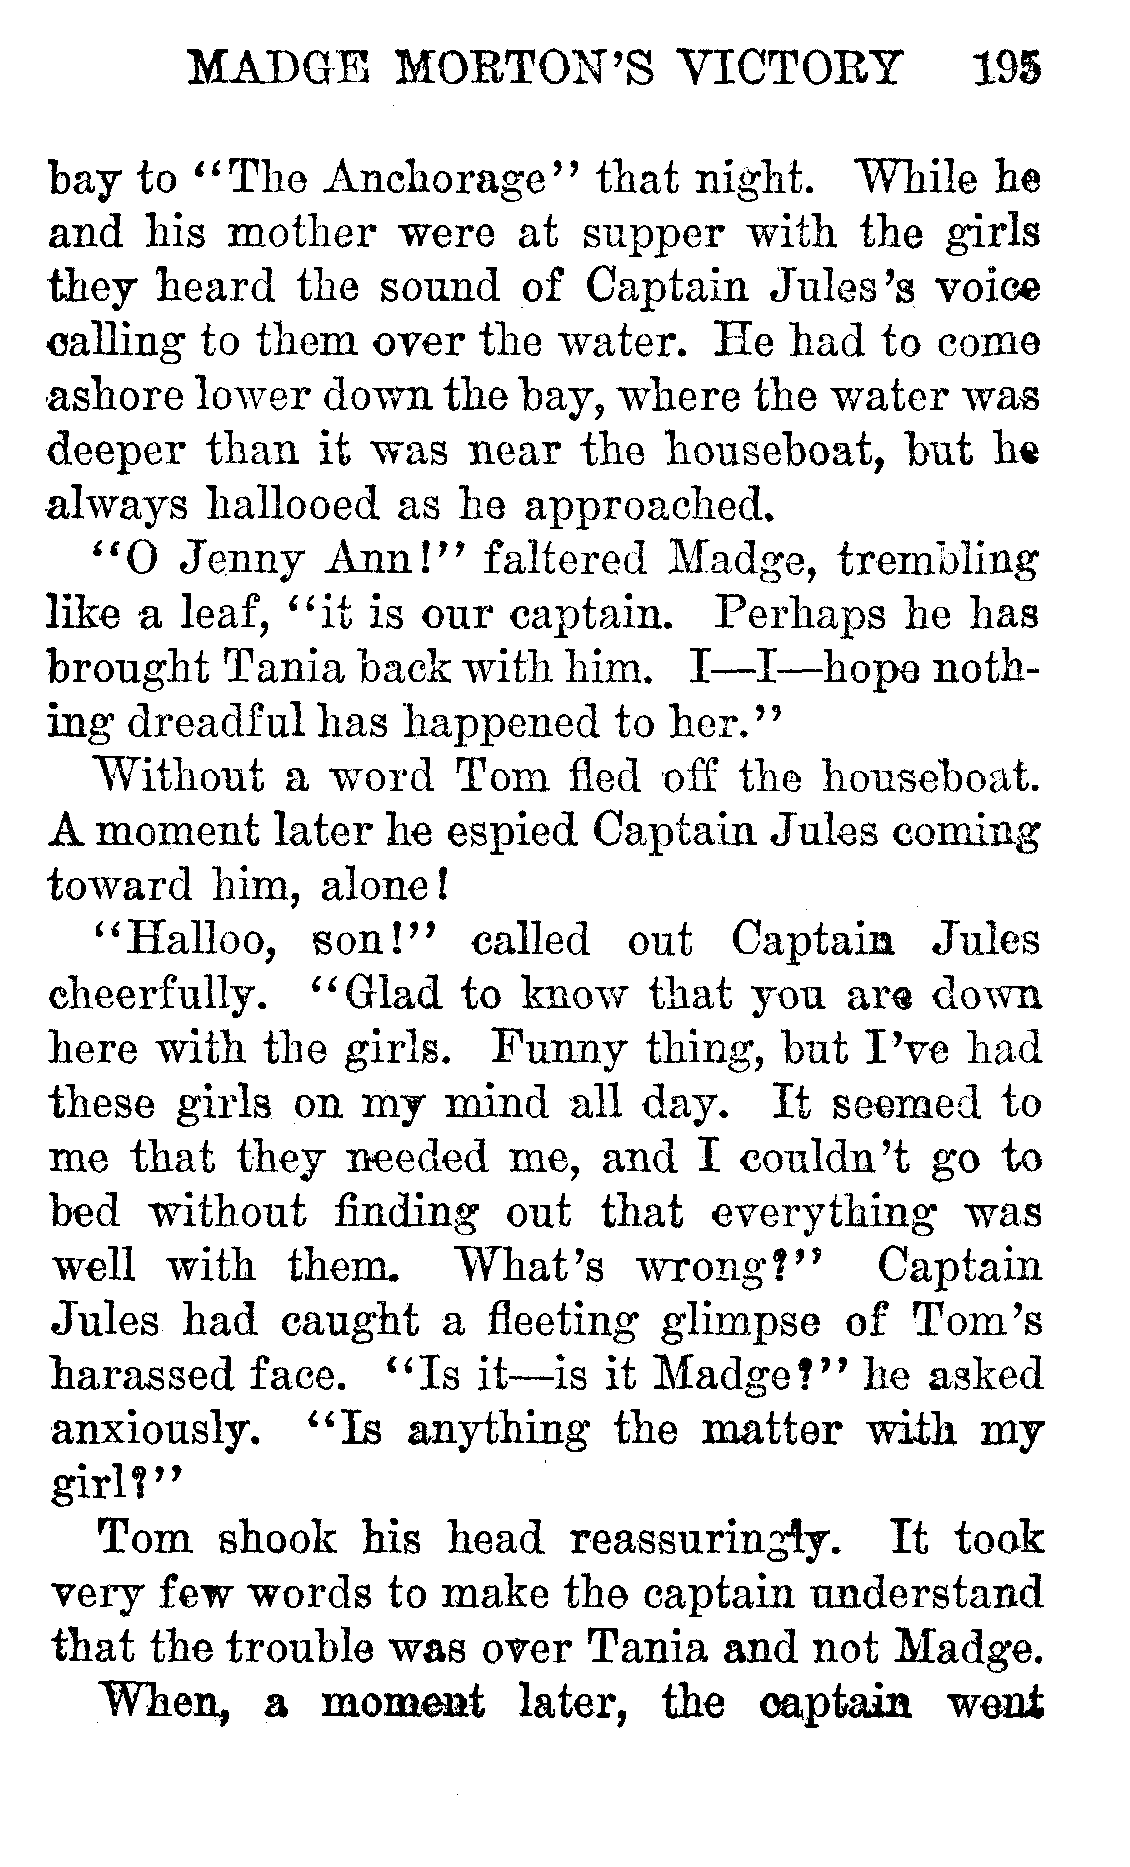 MADGE MORTON'S VICTORY 195
bay to "The Anchorage" that night. While he
and his mother were at supper with the girls
they heard the sound of Captain Jules's voice
calling to them over the water. He had to come
ashore lower down the bay, where the water was
deeper than it was near the houseboat, but he
always hallooed as he approached.
"O Jenny Ann!" faltered Madge, trembling
like a leaf, "it is our captain. Perhaps he has
brought Tania back with him. I—I—hope noth-
ing dreadful has happened to her."
Without a word Tom fled off the houseboat.
A moment later he espied Captain Jules coming
toward him, alone!
"Halloo, son!" called out Captain Jules
cheerfully. "Glad to know that you are down
here with the girls. Funny thing, but I've had
these girls on my mind all day. It seemed to
me that they needed me, and I couldn't go to
bed without finding out that everything was
well with them. What's wrong?" Captain
Jules had caught a fleeting glimpse of Tom's
harassed face. "Is it—is it Madge?" he asked
anxiously. "Is anything the matter with my
girl?"
Tom shook his head reassuringly. It took
very few words to make the captain understand
that the trouble was over Tania and not Madge.
When, a moment later, the captain went